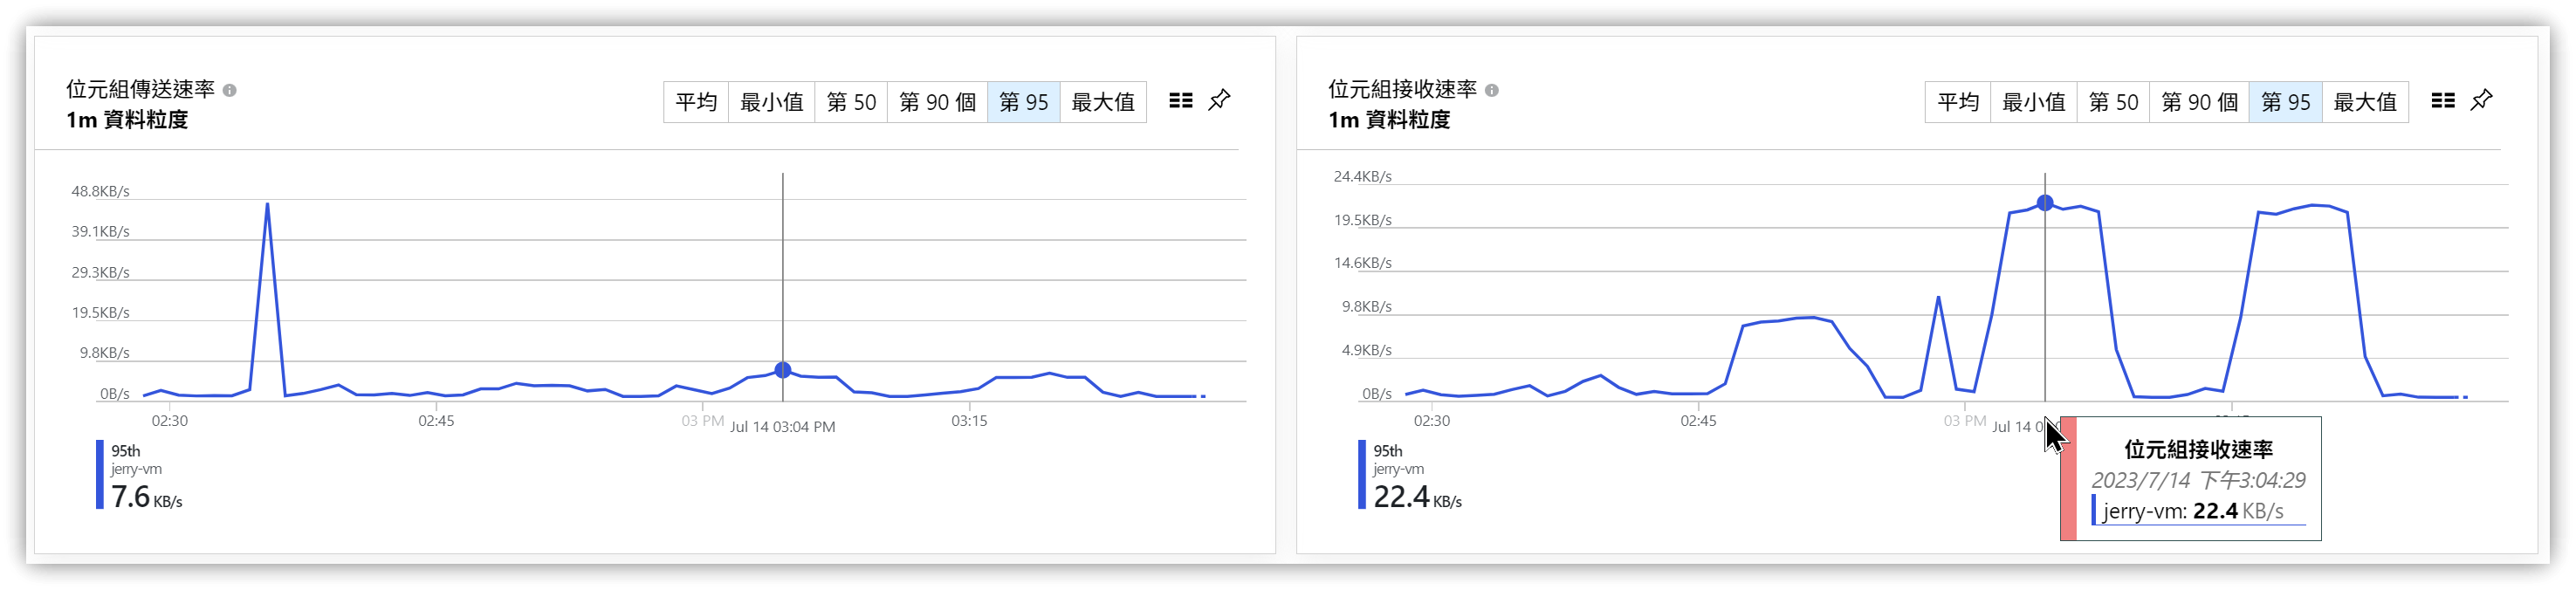 位元組傳送速率
1m 資料粒度
平均 最小值 第 50 第 90 個 第 95 最大值
48.8KB/s
39.1KB/s
29.3KB/s
19.5KB/s
9.8KB/s
0B/s
02:30 02:45 03 PM Jul 14 03:04 PM 03:15
95th
jerry-vm
7.6 KB/s
位元組接收速率
1m 資料粒度
平均 最小值 第 50 第 90 個 第 95 最大值
24.4KB/s
19.5KB/s
14.6KB/s
9.8KB/s
4.9KB/s
0B/s
02:30 02:45 03 PM Jul 14
95th
jerry-vm
22.4 KB/s
位元組接收速率
2023/7/14 下午3:04:29
jerry-vm: 22.4 KB/s